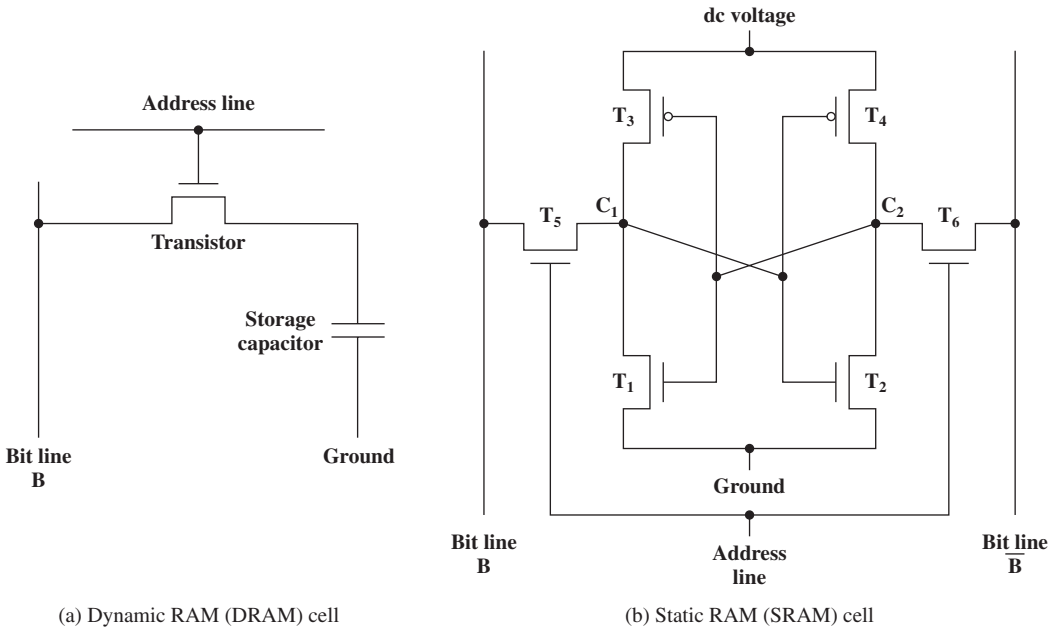 Address line
Transistor
Storage
capacitor
Bit line
B
Ground
(a) Dynamic RAM (DRAM) cell
dc voltage
T₃
T₄
T₅
C₁
C₂
T₆
T₁
T₂
Ground
Bit line
B
Address
line
Bit line
B̅
(b) Static RAM (SRAM) cell